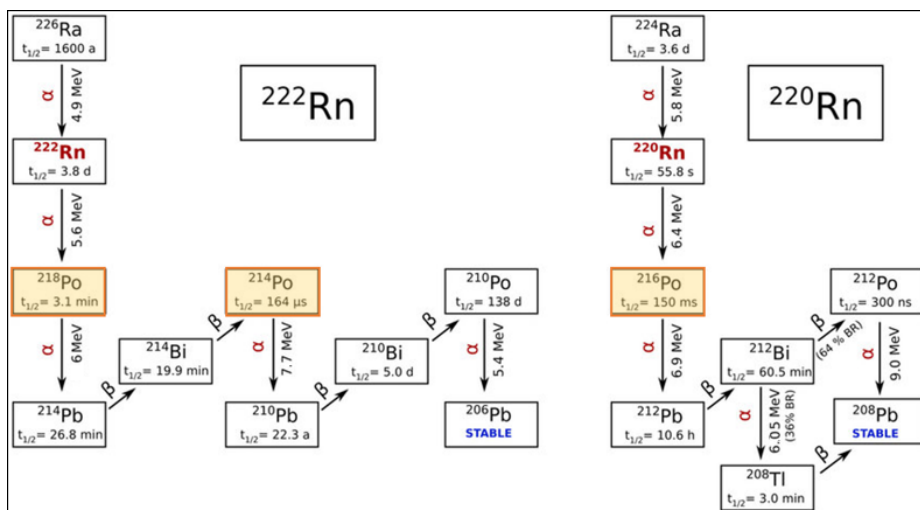 ²²⁶Ra
t₁/₂= 1600 a
α
4.9 MeV
²²²Rn
²²²Rn
t₁/₂= 3.8 d
α
5.6 MeV
²¹⁸Po
t₁/₂= 3.1 min
α
6 MeV
²¹⁴Pb
t₁/₂= 26.8 min
β
²¹⁴Bi
t₁/₂= 19.9 min
β
²¹⁴Po
t₁/₂= 164 µs
α
7.7 MeV
²¹⁰Pb
t₁/₂= 22.3 a
β
²¹⁰Bi
t₁/₂= 5.0 d
β
²¹⁰Po
t₁/₂= 138 d
α
5.4 MeV
²⁰⁶Pb
STABLE
²²⁴Ra
t₁/₂= 3.6 d
α
5.8 MeV
²²⁰Rn
²²⁰Rn
t₁/₂= 55.8 s
α
6.4 MeV
²¹⁶Po
t₁/₂= 150 ms
α
6.9 MeV
²¹²Pb
t₁/₂= 10.6 h
β
²¹²Bi
t₁/₂= 60.5 min
β
(64 % BR)
²¹²Po
t₁/₂= 300 ns
α
9.0 MeV
α
6.05 MeV
(36% BR)
²⁰⁸Tl
t₁/₂= 3.0 min
β
²⁰⁸Pb
STABLE